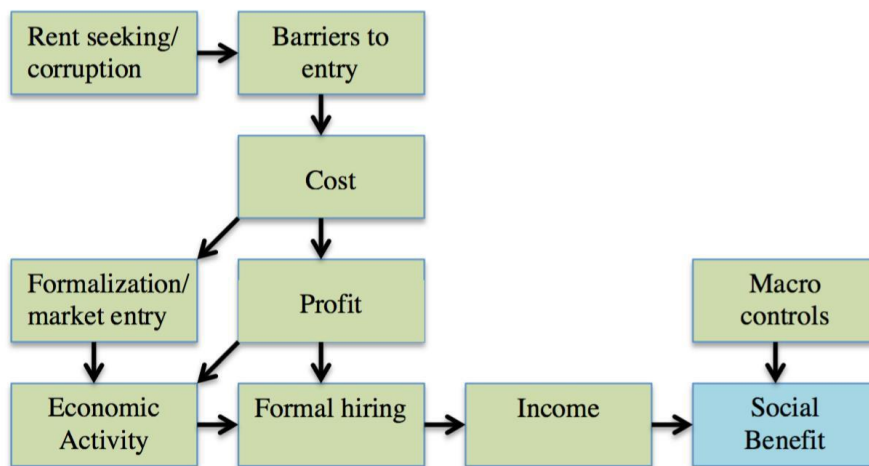 Rent seeking/
corruption
Barriers to
entry
Cost
Formalization/
market entry
Profit
Macro
controls
Economic
Activity
Formal hiring
Income
Social
Benefit